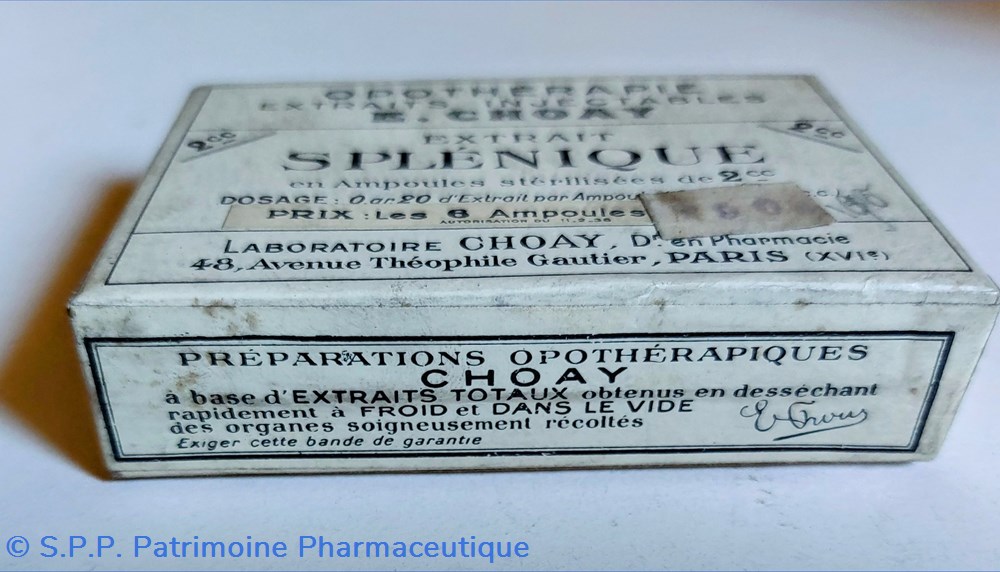 OPOTHÉRAPIE
EXTRAITS INJECTABLES
E. CHOAY
2cc
2cc
EXTRAIT
SPLÉNIQUE
en Ampoules stérilisées de 2cc
DOSAGE: 0.gr.20 d'Extrait par Ampou
PRIX: Les 6 Ampoules
AUTORISATION DU
LABORATOIRE CHOAY, Dr en Pharmacie
48, Avenue Théophile Gautier, PARIS (XVIe)
PRÉPARATIONS OPOTHÉRAPIQUES
CHOAY
à base d'EXTRAITS TOTAUX obtenus en desséchant
rapidement à FROID et DANS LE VIDE
des organes soigneusement récoltés
Exiger cette bande de garantie
© S.P.P. Patrimoine Pharmaceutique